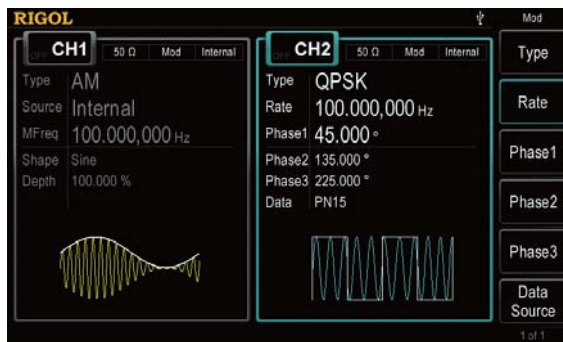 RIGOL
Mod
OFF CH1 50 Ω Mod Internal
Type AM
Source Internal
MFreq 100.000,000 Hz
Shape Sine
Depth 100.000 %
OFF CH2 50 Ω Mod Internal
Type QPSK
Rate 100.000,000 Hz
Phase1 45.000 °
Phase2 135.000 °
Phase3 225.000 °
Data PN15
Type
Rate
Phase1
Phase2
Phase3
Data
Source
1 of 1